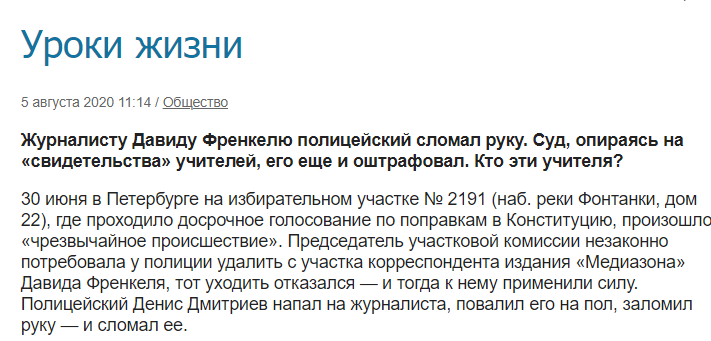 Уроки жизни
5 августа 2020 11:14 / Общество
Журналисту Давиду Френкелю полицейский сломал руку. Суд, опираясь на
«свидетельства» учителей, его еще и оштрафовал. Кто эти учителя?
30 июня в Петербурге на избирательном участке № 2191 (наб. реки Фонтанки, дом
22), где проходило досрочное голосование по поправкам в Конституцию, произошло
«чрезвычайное происшествие». Председатель участковой комиссии незаконно
потребовала у полиции удалить с участка корреспондента издания «Медиазона»
Давида Френкеля, тот уходить отказался — и тогда к нему применили силу.
Полицейский Денис Дмитриев напал на журналиста, повалил его на пол, заломил
руку — и сломал ее.